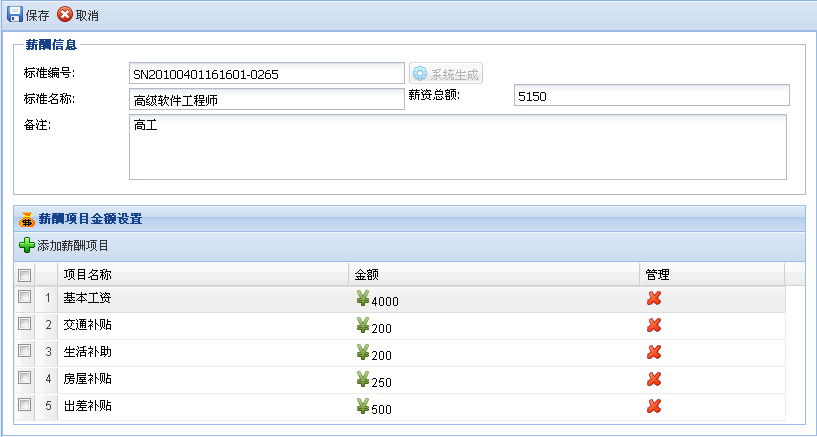 保存 取消
薪酬信息
标准编号: SN20100401161601-0265 系统生成
标准名称: 高级软件工程师 薪资总额: 5150
备注: 高工
薪酬项目金额设置
添加薪酬项目
项目名称 金额 管理
1 基本工资 ¥4000
2 交通补贴 ¥200
3 生活补助 ¥200
4 房屋补贴 ¥250
5 出差补贴 ¥500